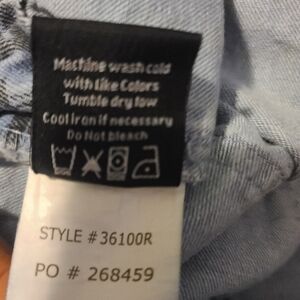 Machine wash cold
with Like Colors
Tumble dry low
Cool iron if necessary
Do Not bleach
STYLE #36100R
PO # 268459